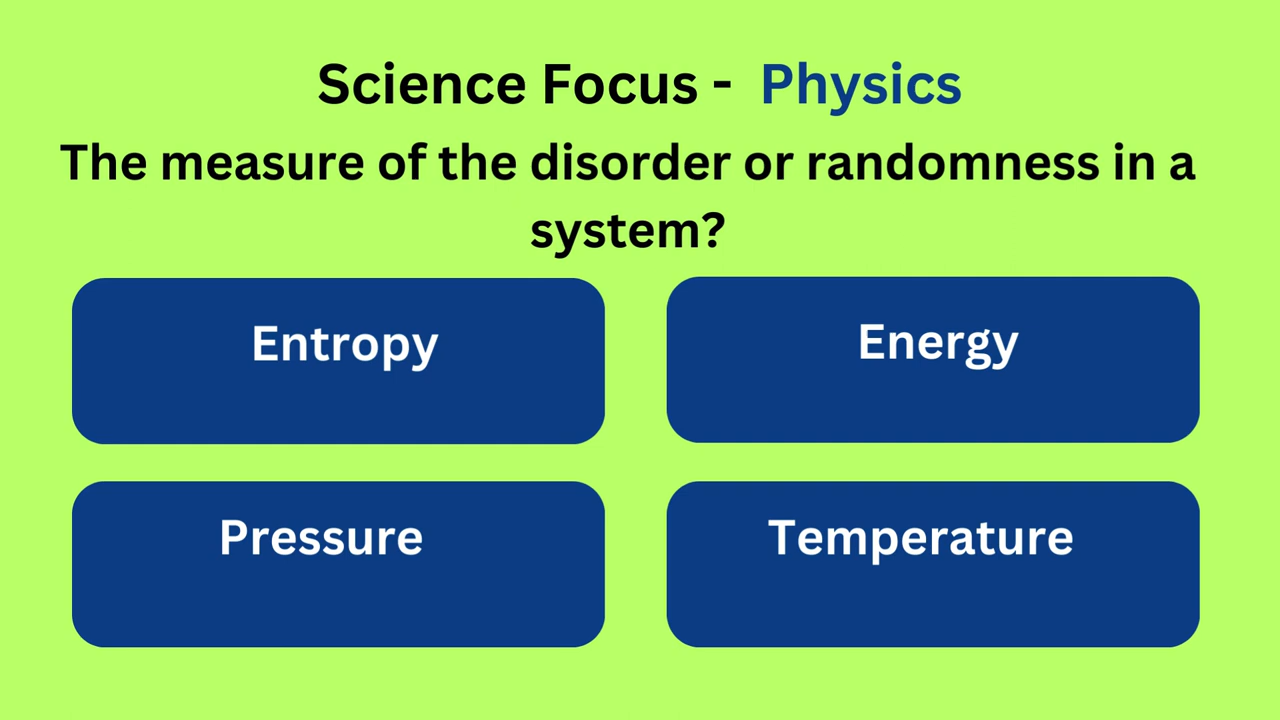 Science Focus - Physics
The measure of the disorder or randomness in a
system?
Entropy
Energy
Pressure
Temperature